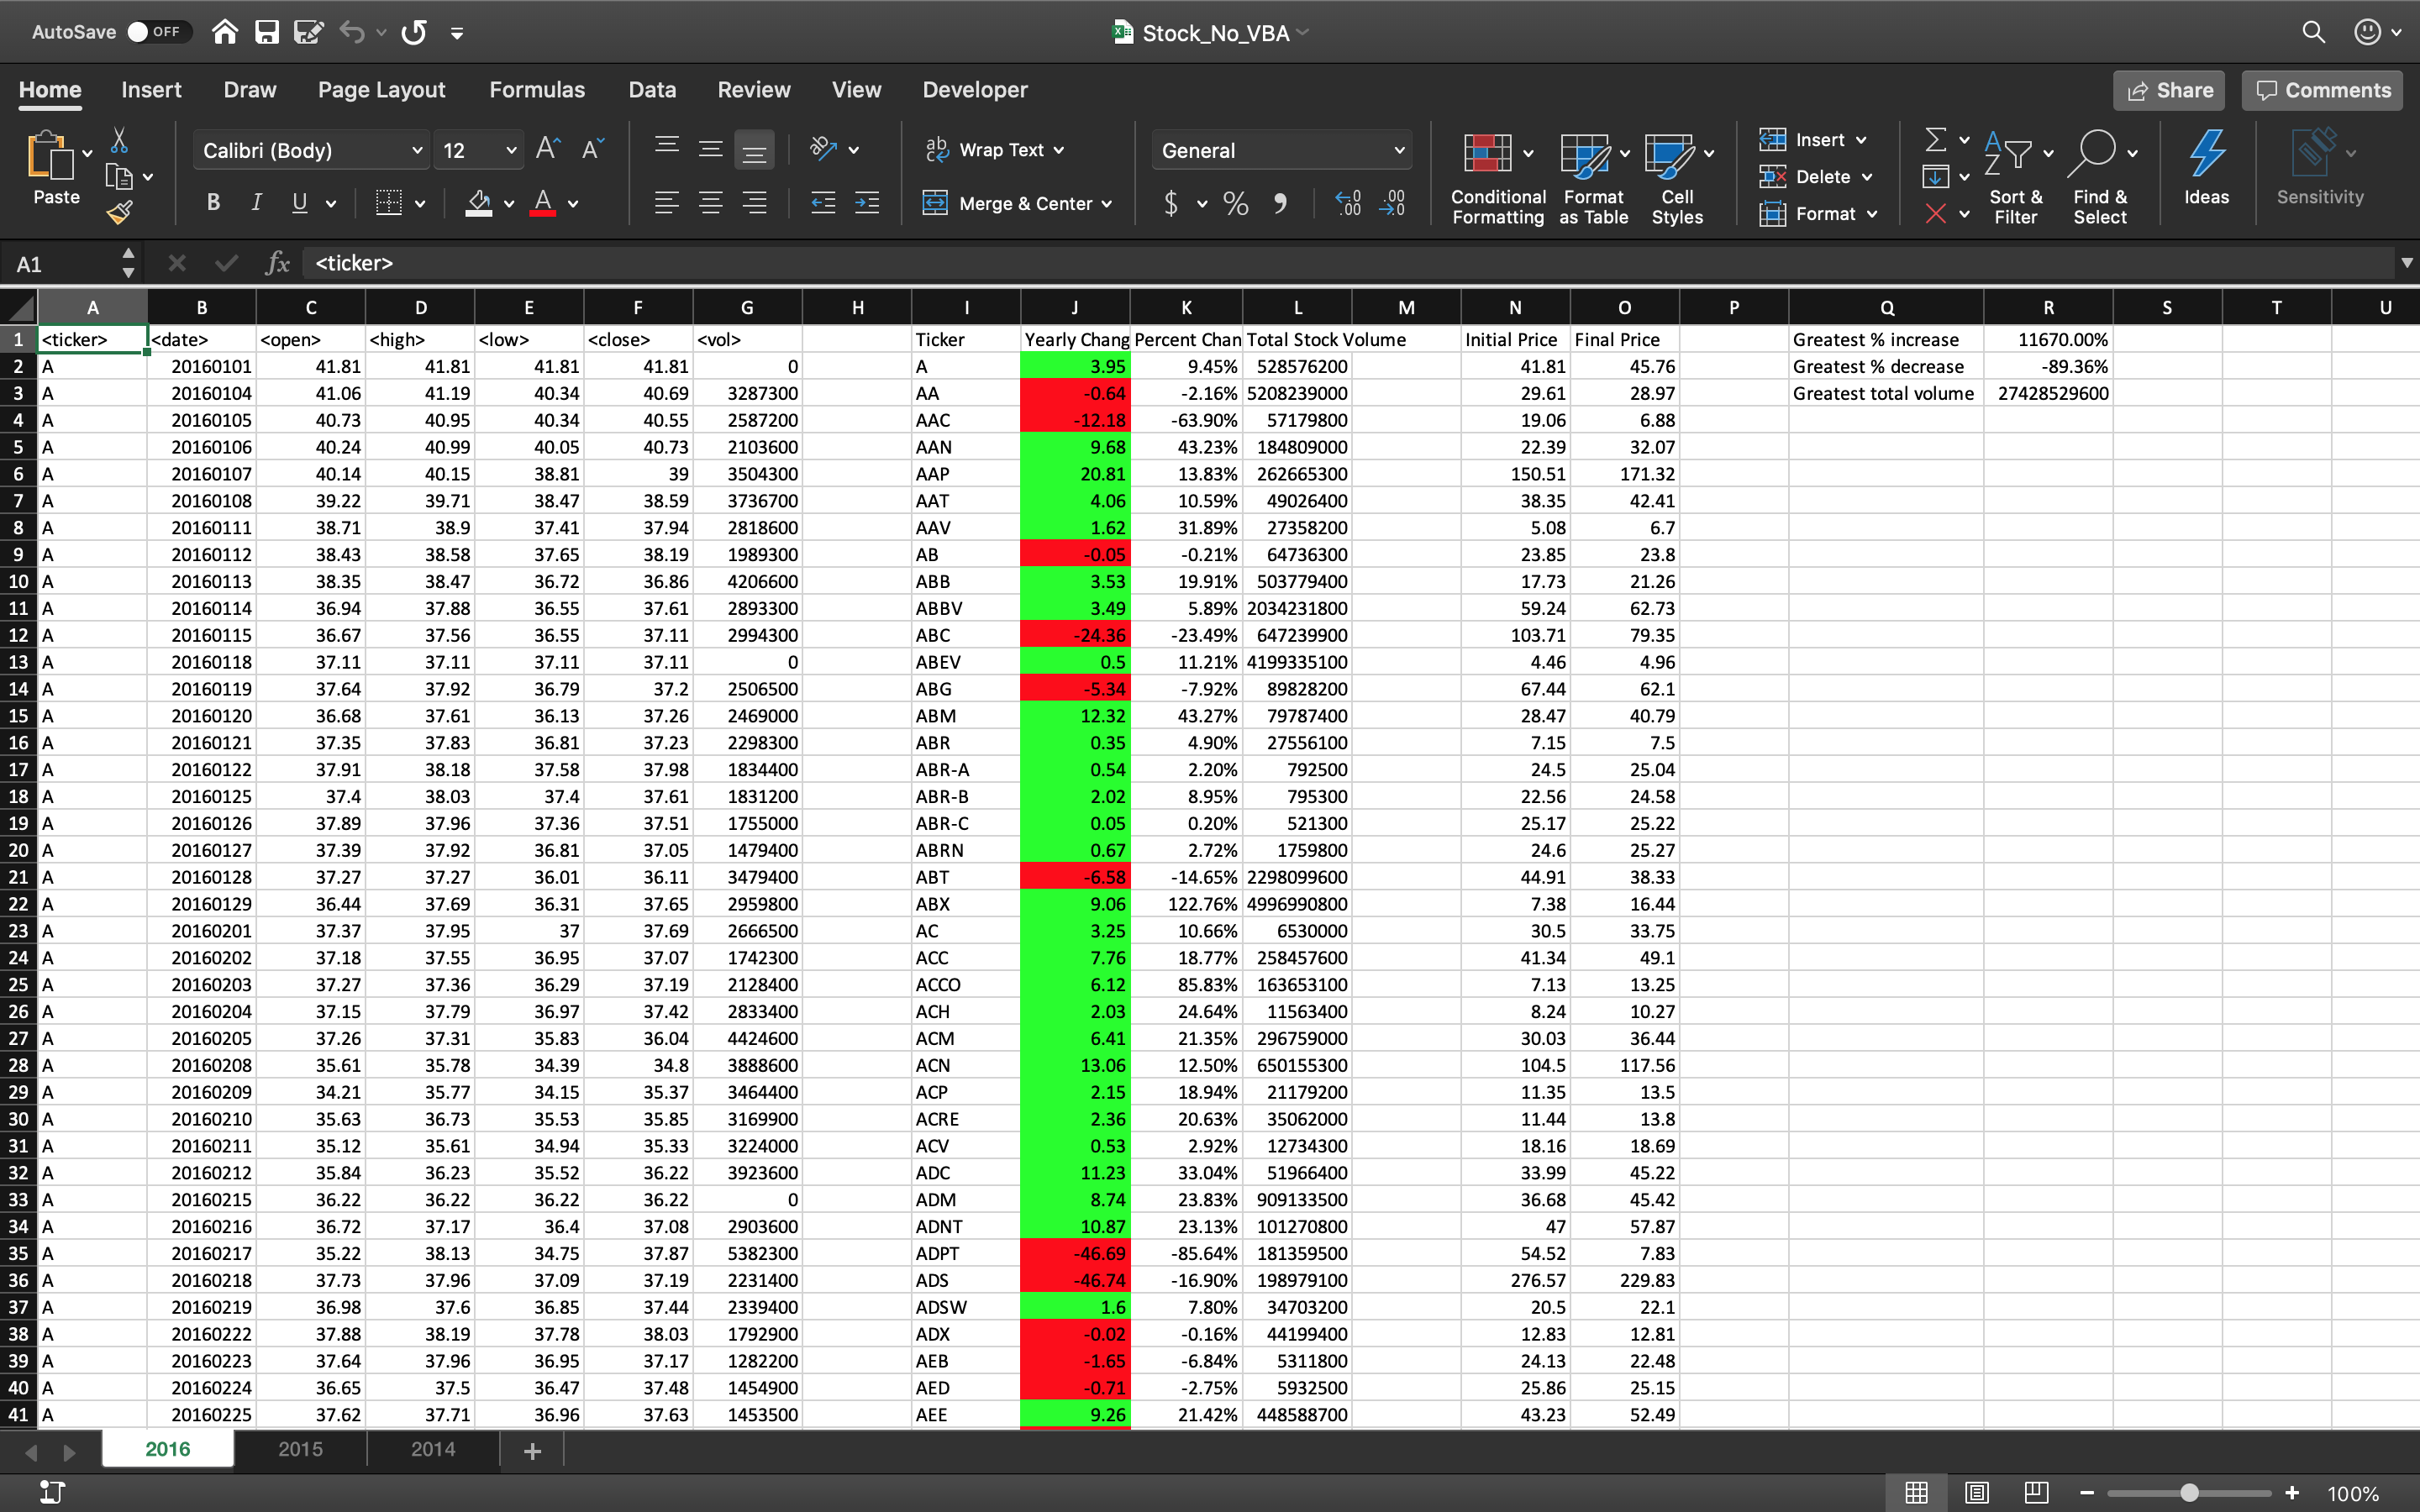 AutoSave OFF Stock_No_VBA
Home Insert Draw Page Layout Formulas Data Review View Developer Share Comments
Paste Calibri (Body) 12 A A ab Wrap Text General Conditional Formatting Format as Table Cell Styles Insert Delete Format Sort & Filter Find & Select Ideas Sensitivity
B I U A Merge & Center $ % .00 .00
A1 fx <ticker>
A B C D E F G H I J K L M N O P Q R S T U
1 <ticker> <date> <open> <high> <low> <close> <vol> Ticker Yearly Chang Percent Chan Total Stock Volume Initial Price Final Price Greatest % increase 11670.00%
2 A 20160101 41.81 41.81 41.81 41.81 0 A 3.95 9.45% 528576200 41.81 45.76 Greatest % decrease -89.36%
3 A 20160104 41.06 41.19 40.34 40.69 3287300 AA -0.64 -2.16% 5208239000 29.61 28.97 Greatest total volume 27428529600
4 A 20160105 40.73 40.95 40.34 40.55 2587200 AAC -12.18 -63.90% 57179800 19.06 6.88
5 A 20160106 40.24 40.99 40.05 40.73 2103600 AAN 9.68 43.23% 184809000 22.39 32.07
6 A 20160107 40.14 40.15 38.81 39 3504300 AAP 20.81 13.83% 262665300 150.51 171.32
7 A 20160108 39.22 39.71 38.47 38.59 3736700 AAT 4.06 10.59% 49026400 38.35 42.41
8 A 20160111 38.71 38.9 37.41 37.94 2818600 AAV 1.62 31.89% 27358200 5.08 6.7
9 A 20160112 38.43 38.58 37.65 38.19 1989300 AB -0.05 -0.21% 64736300 23.85 23.8
10 A 20160113 38.35 38.47 36.72 36.86 4206600 ABB 3.53 19.91% 503779400 17.73 21.26
11 A 20160114 36.94 37.88 36.55 37.61 2893300 ABBV 3.49 5.89% 2034231800 59.24 62.73
12 A 20160115 36.67 37.56 36.55 37.11 2994300 ABC -24.36 -23.49% 647239900 103.71 79.35
13 A 20160118 37.11 37.11 37.11 37.11 0 ABEV 0.5 11.21% 4199335100 4.46 4.96
14 A 20160119 37.64 37.92 36.79 37.2 2506500 ABG -5.34 -7.92% 89828200 67.44 62.1
15 A 20160120 36.68 37.61 36.13 37.26 2469000 ABM 12.32 43.27% 79787400 28.47 40.79
16 A 20160121 37.35 37.83 36.81 37.23 2298300 ABR 0.35 4.90% 27556100 7.15 7.5
17 A 20160122 37.91 38.18 37.58 37.98 1834400 ABR-A 0.54 2.20% 792500 24.5 25.04
18 A 20160125 37.4 38.03 37.4 37.61 1831200 ABR-B 2.02 8.95% 795300 22.56 24.58
19 A 20160126 37.89 37.96 37.36 37.51 1755000 ABR-C 0.05 0.20% 521300 25.17 25.22
20 A 20160127 37.39 37.92 36.81 37.05 1479400 ABRN 0.67 2.72% 1759800 24.6 25.27
21 A 20160128 37.27 37.27 36.01 36.11 3479400 ABT -6.58 -14.65% 2298099600 44.91 38.33
22 A 20160129 36.44 37.69 36.31 37.65 2959800 ABX 9.06 122.76% 4996990800 7.38 16.44
23 A 20160201 37.37 37.95 37 37.69 2666500 AC 3.25 10.66% 6530000 30.5 33.75
24 A 20160202 37.18 37.55 36.95 37.07 1742300 ACC 7.76 18.77% 258457600 41.34 49.1
25 A 20160203 37.27 37.36 36.29 37.19 2128400 ACCO 6.12 85.83% 163653100 7.13 13.25
26 A 20160204 37.15 37.79 36.97 37.42 2833400 ACH 2.03 24.64% 11563400 8.24 10.27
27 A 20160205 37.26 37.31 35.83 36.04 4424600 ACM 6.41 21.35% 296759000 30.03 36.44
28 A 20160208 35.61 35.78 34.39 34.8 3888600 ACN 13.06 12.50% 650155300 104.5 117.56
29 A 20160209 34.21 35.77 34.15 35.37 3464400 ACP 2.15 18.94% 21179200 11.35 13.5
30 A 20160210 35.63 36.73 35.53 35.85 3169900 ACRE 2.36 20.63% 35062000 11.44 13.8
31 A 20160211 35.12 35.61 34.94 35.33 3224000 ACV 0.53 2.92% 12734300 18.16 18.69
32 A 20160212 35.84 36.23 35.52 36.22 3923600 ADC 11.23 33.04% 51966400 33.99 45.22
33 A 20160215 36.22 36.22 36.22 36.22 0 ADM 8.74 23.83% 909133500 36.68 45.42
34 A 20160216 36.72 37.17 36.4 37.08 2903600 ADNT 10.87 23.13% 101270800 47 57.87
35 A 20160217 35.22 38.13 34.75 37.87 5382300 ADPT -46.69 -85.64% 181359500 54.52 7.83
36 A 20160218 37.73 37.96 37.09 37.19 2231400 ADS -46.74 -16.90% 198979100 276.57 229.83
37 A 20160219 36.98 37.6 36.85 37.44 2339400 ADSW 1.6 7.80% 34703200 20.5 22.1
38 A 20160222 37.88 38.19 37.78 38.03 1792900 ADX -0.02 -0.16% 44199400 12.83 12.81
39 A 20160223 37.64 37.96 36.95 37.17 1282200 AEB -1.65 -6.84% 5311800 24.13 22.48
40 A 20160224 36.65 37.5 36.47 37.48 1454900 AED -0.71 -2.75% 5932500 25.86 25.15
41 A 20160225 37.62 37.71 36.96 37.63 1453500 AEE 9.26 21.42% 448588700 43.23 52.49
2016 2015 2014 +
100%